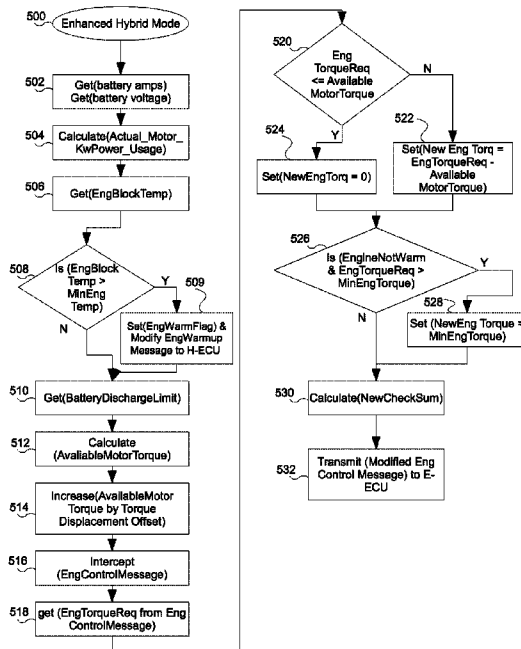 500
Enhanced Hybrid Mode
502
Get(battery amps)
Get(battery voltage)
504
Calculate(Actual_Motor_
KwPower_Usage)
506
Get(EngBlockTemp)
508
Is (EngBlock
Temp >
MinEng
Temp)
Y
N
509
Set(EngWarmFlag) &
Modify EngWarmup
Message to H-ECU
510
Get(BatteryDischargeLimit)
512
Calculate
(AvaliableMotorTorque)
514
Increase(AvailableMotor
Torque by Torque
Displacement Offset)
516
Intercept
(EngControlMessage)
518
get (EngTorqueReq from Eng
ControlMessage)
520
Eng
TorqueReq
<= Available
MotorTorque
N
Y
522
Set(New Eng Torq =
EngTorqueReq -
Available
MotorTorque)
524
Set(NewEngTorq = 0)
526
Is (EngineNotWarm
& EngTorqueReq >
MinEngTorque)
Y
N
528
Set (NewEng Torque =
MinEngTorque)
530
Calculate(NewCheckSum)
532
Transmit (Modified Eng
Control Message) to E-
ECU